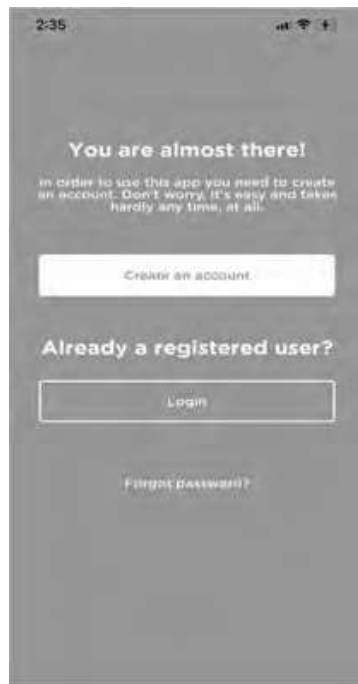 2:35
You are almost there!
In order to use this app you need to create
an account. Don't worry, it's easy and takes
hardly any time, at all.
Create an account
Already a registered user?
Login
Forgot password?